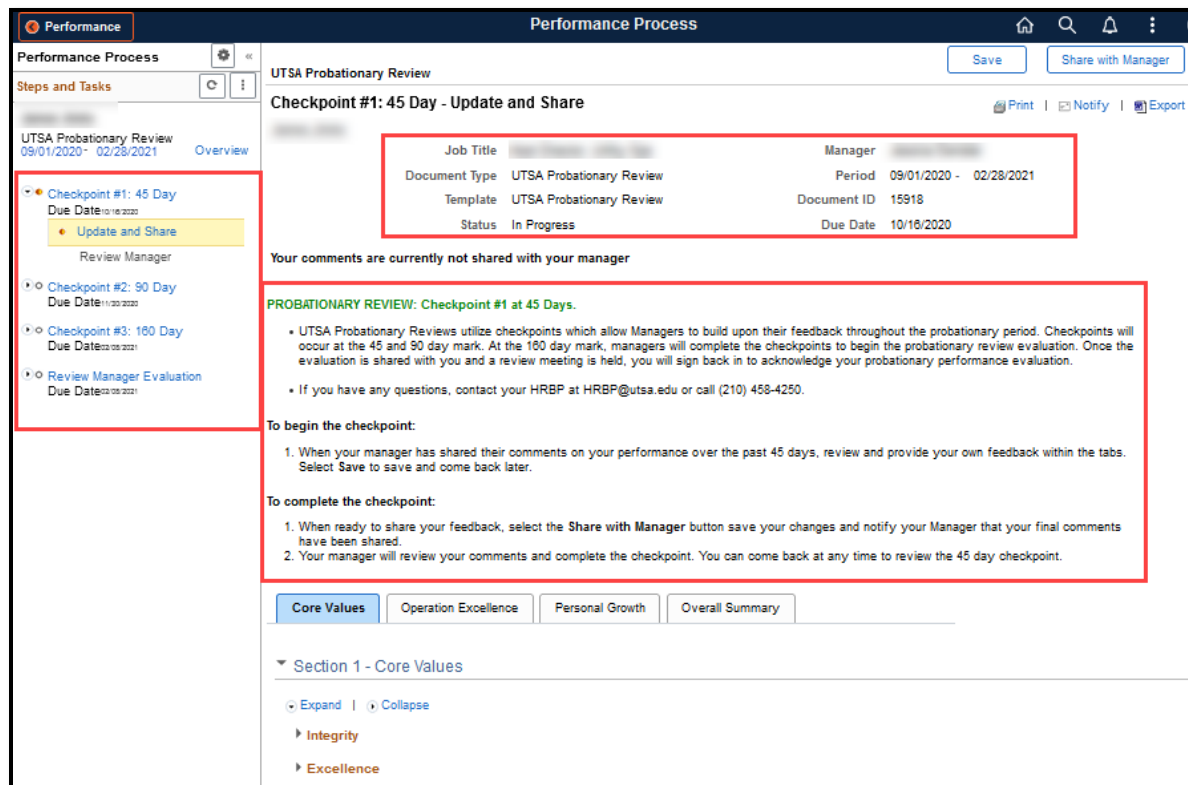 Performance
Performance Process
Performance Process
«
Steps and Tasks
UTSA Probationary Review
09/01/2020 - 02/28/2021 Overview
Checkpoint #1: 45 Day
Due Date 10/16/2020
Update and Share
Review Manager
Checkpoint #2: 90 Day
Due Date 11/30/2020
Checkpoint #3: 160 Day
Due Date 02/08/2021
Review Manager Evaluation
Due Date 02/08/2021
Save
Share with Manager
UTSA Probationary Review
Checkpoint #1: 45 Day - Update and Share
Print | Notify | Export
Job Title
Manager
Document Type UTSA Probationary Review
Period 09/01/2020 - 02/28/2021
Template UTSA Probationary Review
Document ID 15918
Status In Progress
Due Date 10/16/2020
Your comments are currently not shared with your manager
PROBATIONARY REVIEW: Checkpoint #1 at 45 Days.
• UTSA Probationary Reviews utilize checkpoints which allow Managers to build upon their feedback throughout the probationary period. Checkpoints will
occur at the 45 and 90 day mark. At the 160 day mark, managers will complete the checkpoints to begin the probationary review evaluation. Once the
evaluation is shared with you and a review meeting is held, you will sign back in to acknowledge your probationary performance evaluation.
• If you have any questions, contact your HRBP at HRBP@utsa.edu or call (210) 458-4250.
To begin the checkpoint:
1. When your manager has shared their comments on your performance over the past 45 days, review and provide your own feedback within the tabs.
Select Save to save and come back later.
To complete the checkpoint:
1. When ready to share your feedback, select the Share with Manager button save your changes and notify your Manager that your final comments
have been shared.
2. Your manager will review your comments and complete the checkpoint. You can come back at any time to review the 45 day checkpoint.
Core Values
Operation Excellence
Personal Growth
Overall Summary
Section 1 - Core Values
Expand | Collapse
Integrity
Excellence